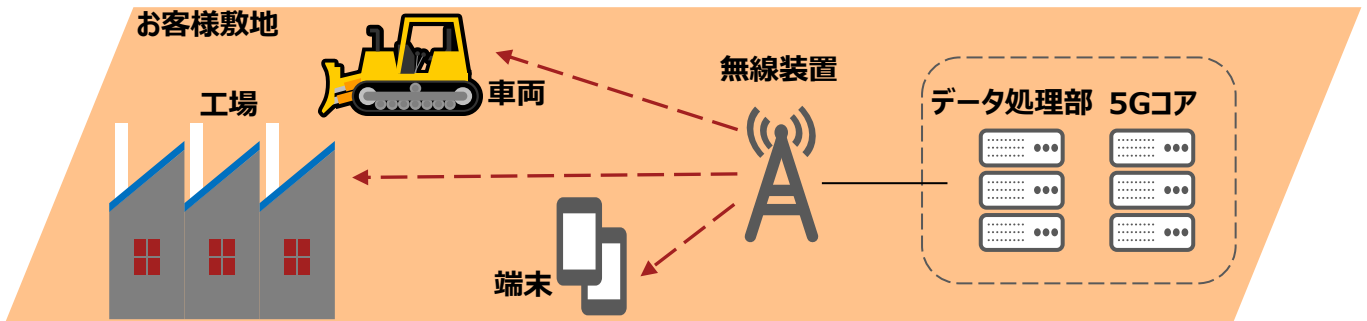 お客様敷地
車両
工場
無線装置
データ処理部 5Gコア
端末